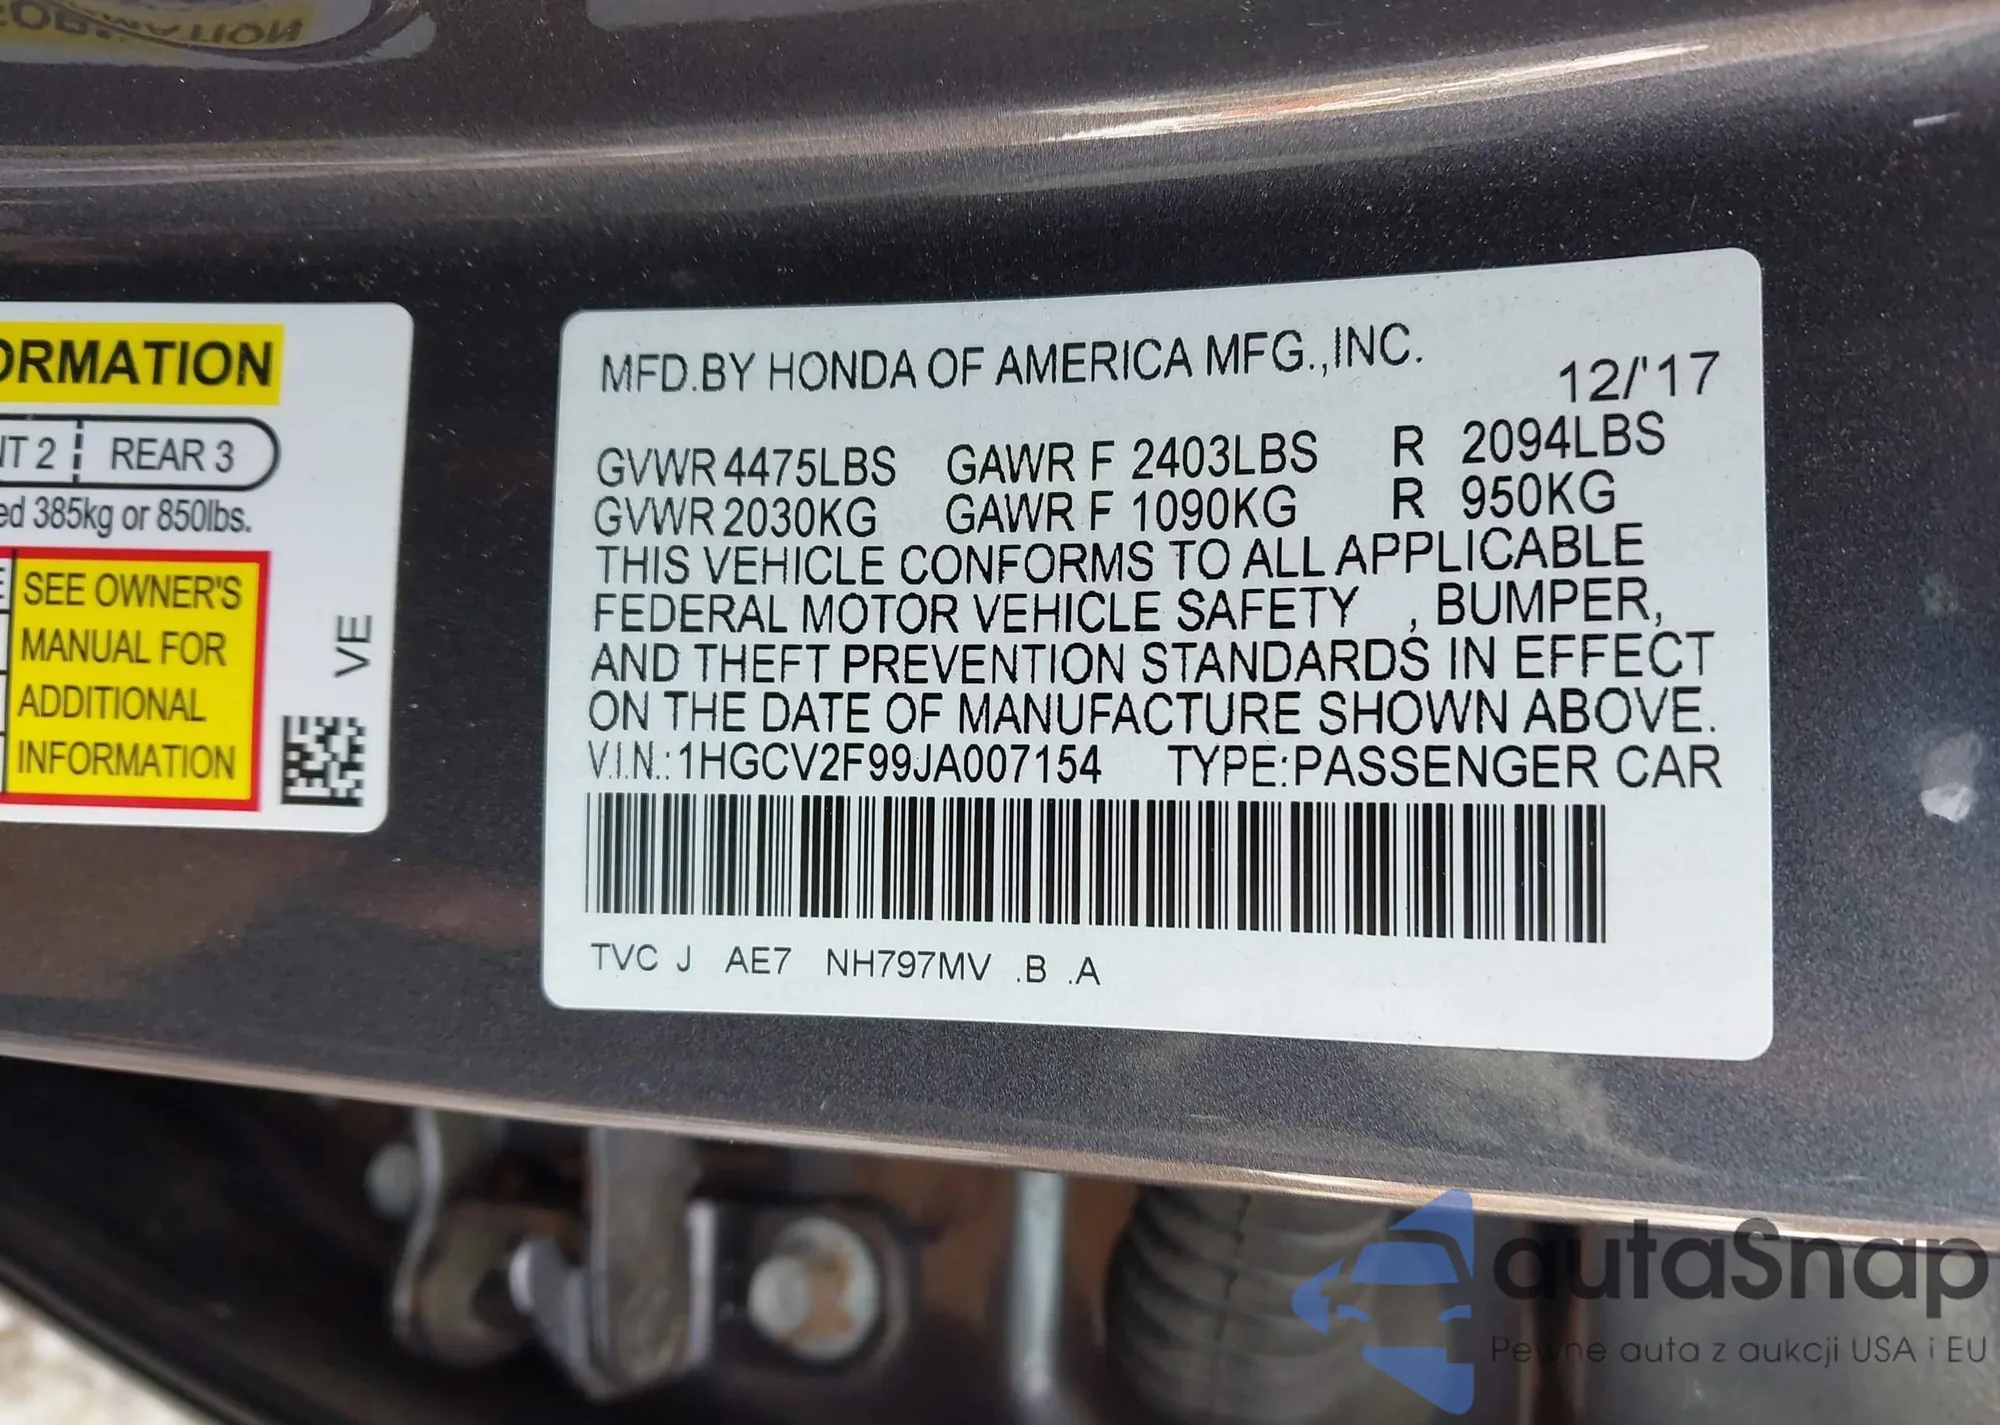 ORMATION
NT 2 REAR 3
ed 385kg or 850lbs.
SEE OWNER'S
MANUAL FOR
ADDITIONAL
INFORMATION
VE
MFD.BY HONDA OF AMERICA MFG.,INC.
12/'17
GVWR 4475LBS GAWR F 2403LBS R 2094LBS
GVWR 2030KG GAWR F 1090KG R 950KG
THIS VEHICLE CONFORMS TO ALL APPLICABLE
FEDERAL MOTOR VEHICLE SAFETY , BUMPER,
AND THEFT PREVENTION STANDARDS IN EFFECT
ON THE DATE OF MANUFACTURE SHOWN ABOVE.
V.I.N.: 1HGCV2F99JA007154 TYPE:PASSENGER CAR
TVC J AE7 NH797MV .B .A
autaSnap
Pewne auta z aukcji USA i EU